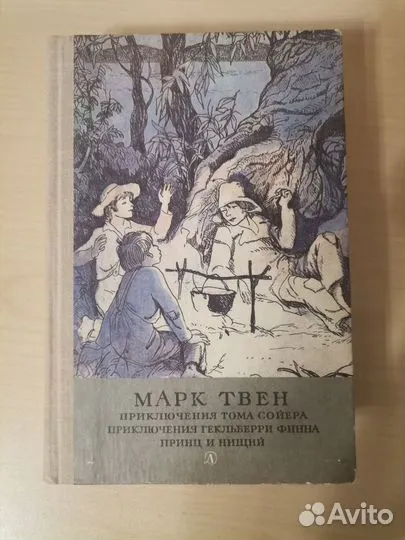 МАРК ТВЕН
ПРИКЛЮЧЕНИЯ ТОМА СОЙЕРА
ПРИКЛЮЧЕНИЯ ГЕКЛЬБЕРРИ ФИННА
ПРИНЦ И НИЩИЙ
Д
Avito